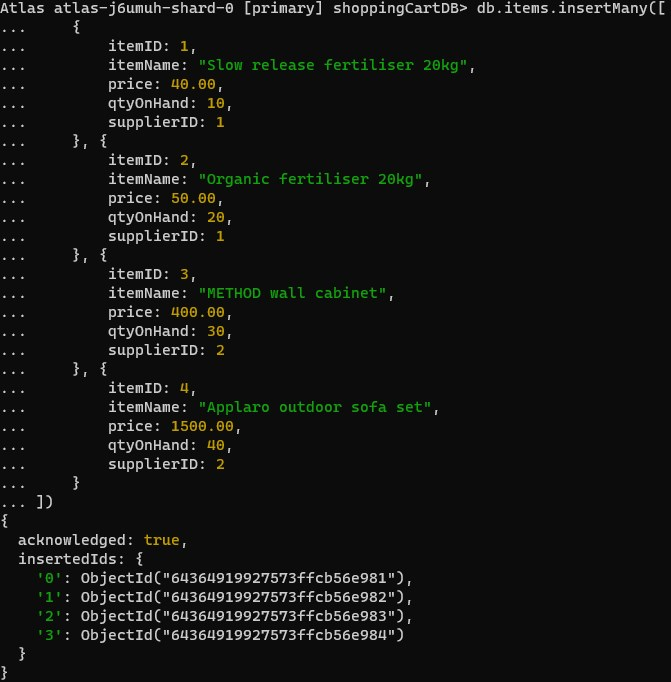 Atlas atlas-j6umuh-shard-0 [primary] shoppingCartDB> db.items.insertMany([
...     {
...         itemID: 1,
...         itemName: "Slow release fertiliser 20kg",
...         price: 40.00,
...         qtyOnHand: 10,
...         supplierID: 1
...     }, {
...         itemID: 2,
...         itemName: "Organic fertiliser 20kg",
...         price: 50.00,
...         qtyOnHand: 20,
...         supplierID: 1
...     }, {
...         itemID: 3,
...         itemName: "METHOD wall cabinet",
...         price: 400.00,
...         qtyOnHand: 30,
...         supplierID: 2
...     }, {
...         itemID: 4,
...         itemName: "Applaro outdoor sofa set",
...         price: 1500.00,
...         qtyOnHand: 40,
...         supplierID: 2
...     }
... ])
{
  acknowledged: true,
  insertedIds: {
    '0': ObjectId("64364919927573ffcb56e981"),
    '1': ObjectId("64364919927573ffcb56e982"),
    '2': ObjectId("64364919927573ffcb56e983"),
    '3': ObjectId("64364919927573ffcb56e984")
  }
}